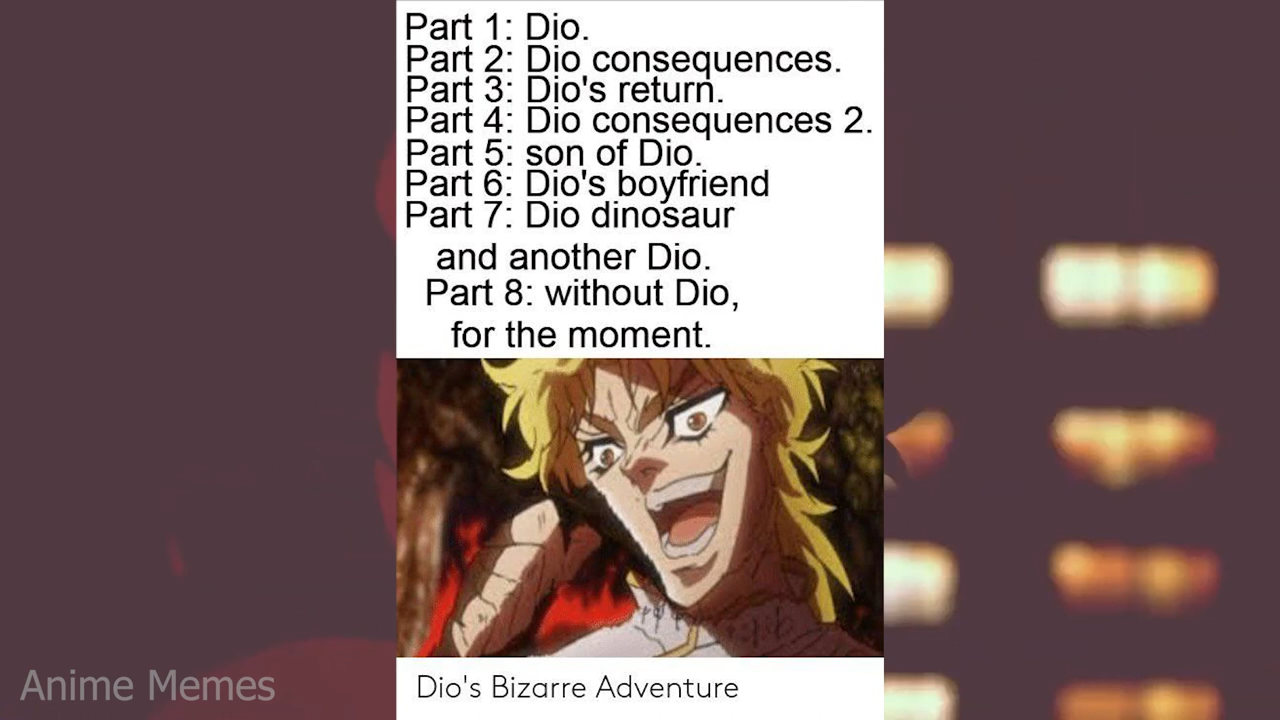 Part 1: Dio.
Part 2: Dio consequences.
Part 3: Dio's return.
Part 4: Dio consequences 2.
Part 5: son of Dio.
Part 6: Dio's boyfriend
Part 7: Dio dinosaur
and another Dio.
Part 8: without Dio,
for the moment.
Dio's Bizarre Adventure
Anime Memes